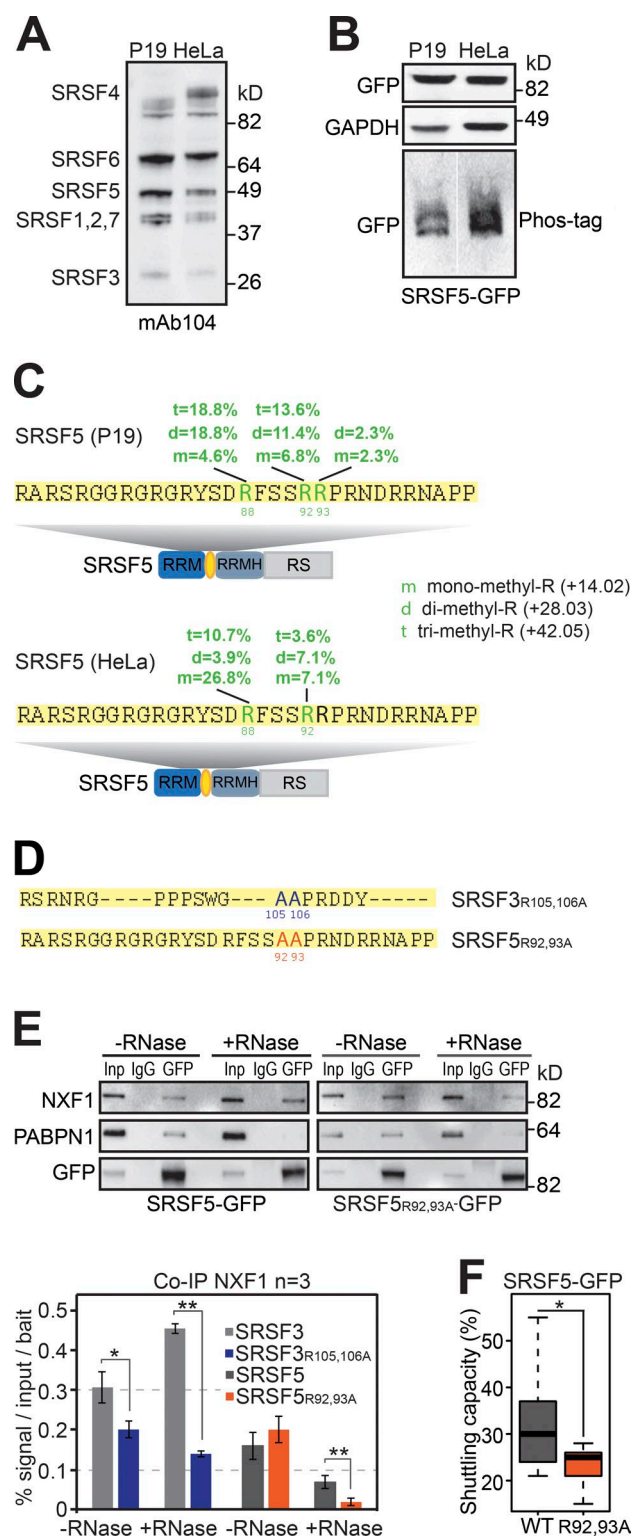 A
P19 HeLa
kD
SRSF4
82
SRSF6
64
SRSF5
49
SRSF1,2,7
37
SRSF3
26
mAb104
B
P19 HeLa
kD
GFP
82
GAPDH
49
GFP
Phos-tag
SRSF5-GFP
C
t=18.8% t=13.6%
SRSF5 (P19)
d=18.8% d=11.4% d=2.3%
m=4.6% m=6.8% m=2.3%
RARSRGGRGRGRYSDRFSSRRPRNDRRNAPP
88 92 93
SRSF5 RRM RRMH RS
m mono-methyl-R (+14.02)
d di-methyl-R (+28.03)
t tri-methyl-R (+42.05)
t=10.7% t=3.6%
SRSF5 (HeLa)
d=3.9% d=7.1%
m=26.8% m=7.1%
RARSRGGRGRGRYSDRFSSRRPRNDRRNAPP
88 92
SRSF5 RRM RRMH RS
D
RSRNRG----PPPSWG---AAPRDDY-----
SRSF3R105,106A
105 106
RARSRGGRGRGRYSDRFSSAAPRNDRRNAPP
SRSF5R92,93A
92 93
E
-RNase +RNase -RNase +RNase
Inp IgG GFP Inp IgG GFP Inp IgG GFP Inp IgG GFP
kD
NXF1
82
PABPN1
64
GFP
82
SRSF5-GFP SRSF5R92,93A-GFP
Co-IP NXF1 n=3
% signal / input / bait
0.5
0.4
0.3
0.2
0.1
0
* ** **
SRSF3
SRSF3R105,106A
SRSF5
SRSF5R92,93A
-RNase +RNase -RNase +RNase
F
SRSF5-GFP
*
Shuttling capacity (%)
50
40
30
20
WT R92,93A